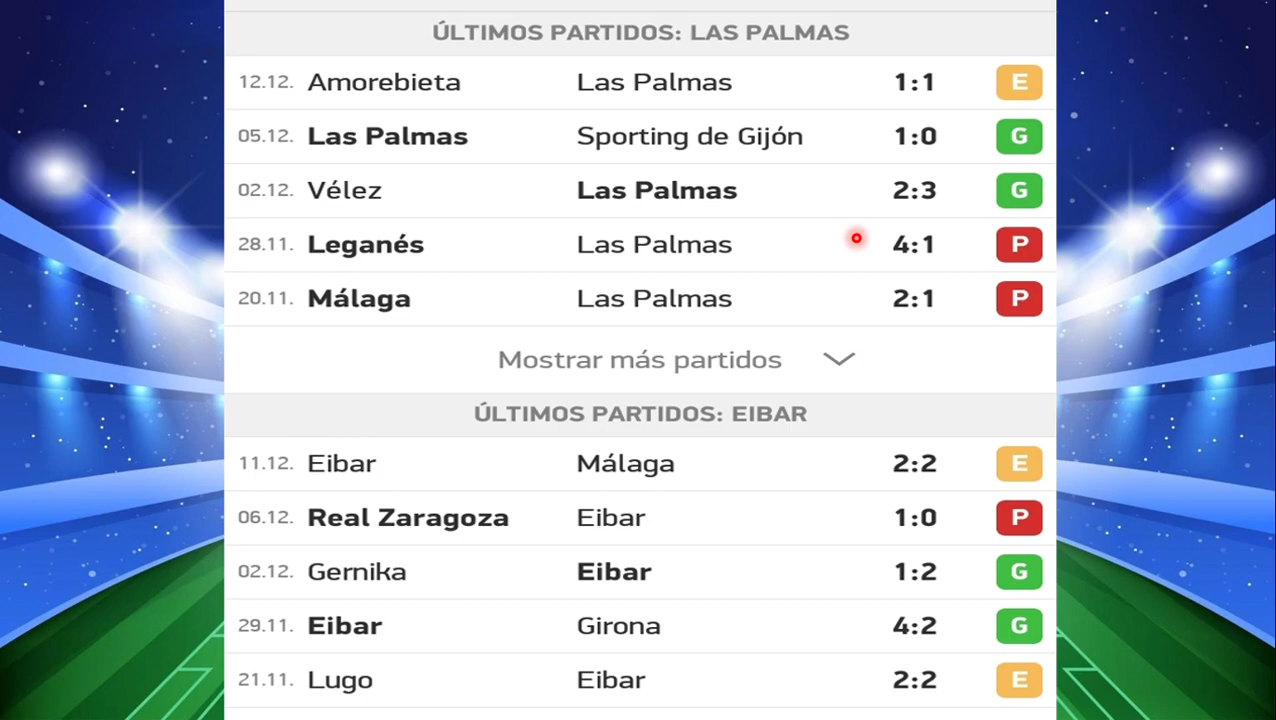 ÚLTIMOS PARTIDOS: LAS PALMAS
12.12. Amorebieta Las Palmas 1:1 E
05.12. Las Palmas Sporting de Gijón 1:0 G
02.12. Vélez Las Palmas 2:3 G
28.11. Leganés Las Palmas 4:1 P
20.11. Málaga Las Palmas 2:1 P
Mostrar más partidos
ÚLTIMOS PARTIDOS: EIBAR
11.12. Eibar Málaga 2:2 E
06.12. Real Zaragoza Eibar 1:0 P
02.12. Gernika Eibar 1:2 G
29.11. Eibar Girona 4:2 G
21.11. Lugo Eibar 2:2 E